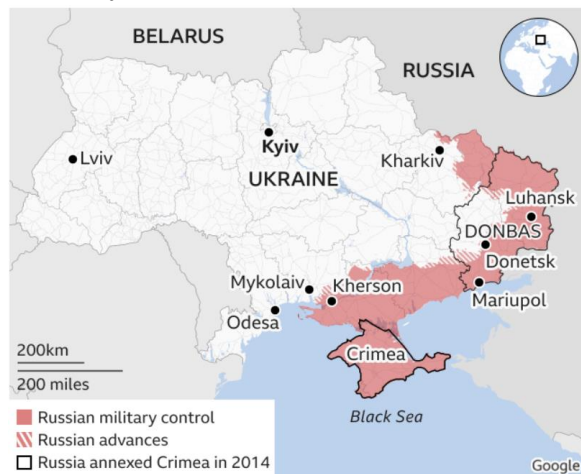 BELARUS
RUSSIA
Kyiv
Lviv
Kharkiv
UKRAINE
Luhansk
DONBAS
Donetsk
Mykolaiv
Kherson
Mariupol
Odesa
Crimea
200km
200 miles
Black Sea
Russian military control
Russian advances
Russia annexed Crimea in 2014
Google